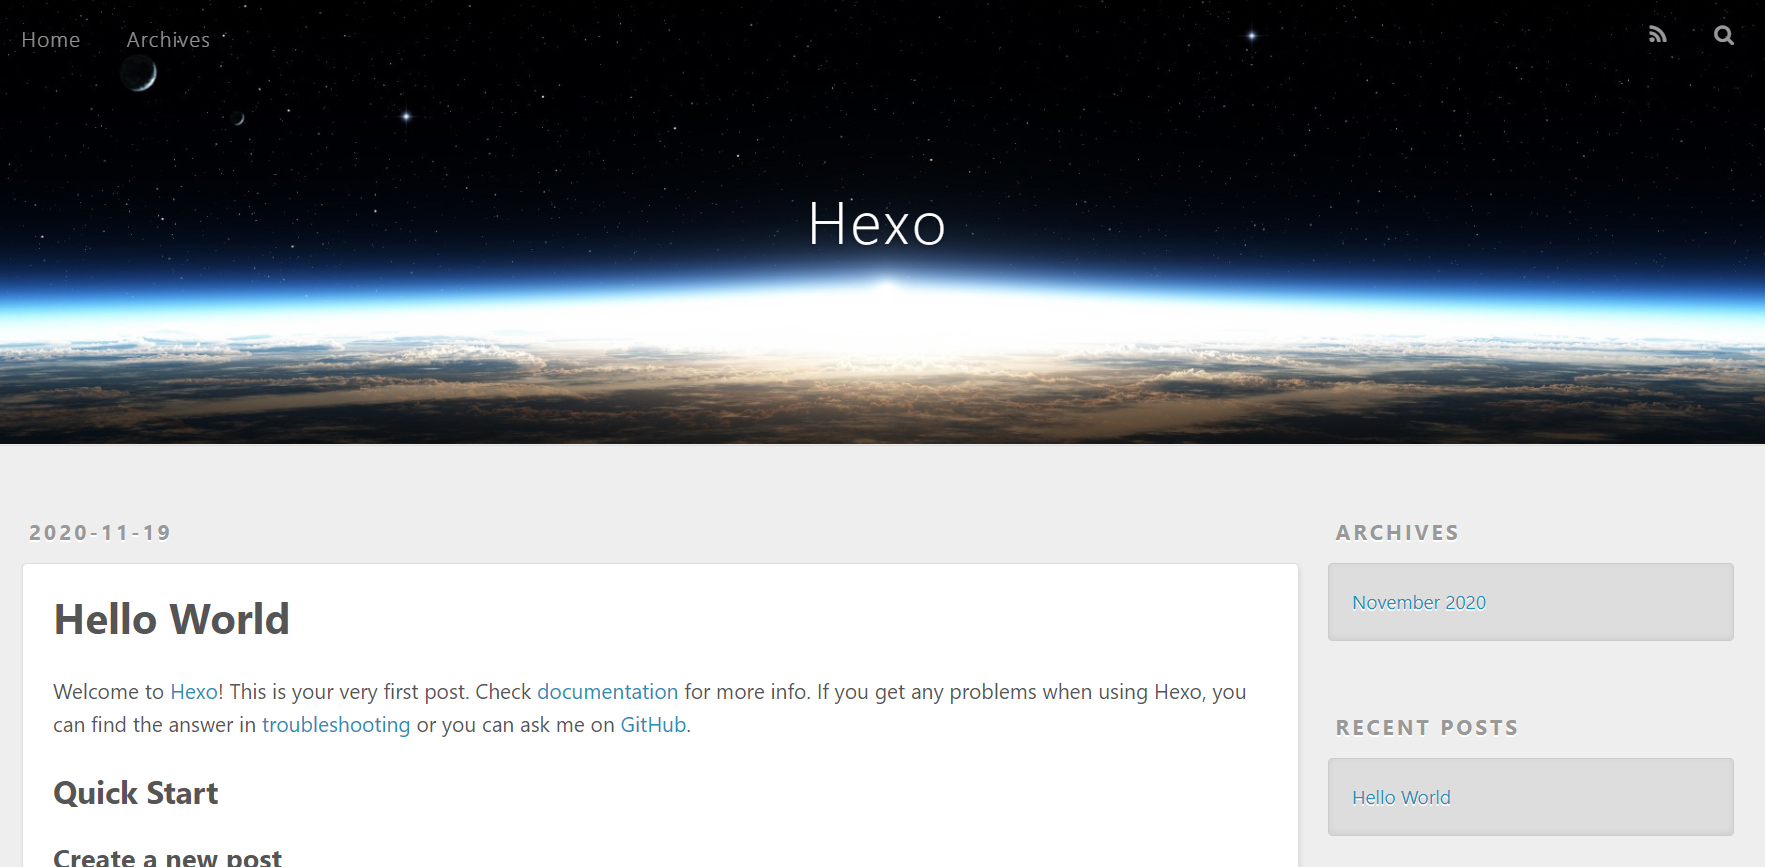 Home Archives
Hexo
2020-11-19
Hello World
Welcome to Hexo! This is your very first post. Check documentation for more info. If you get any problems when using Hexo, you
can find the answer in troubleshooting or you can ask me on GitHub.
Quick Start
Create a new post
ARCHIVES
November 2020
RECENT POSTS
Hello World